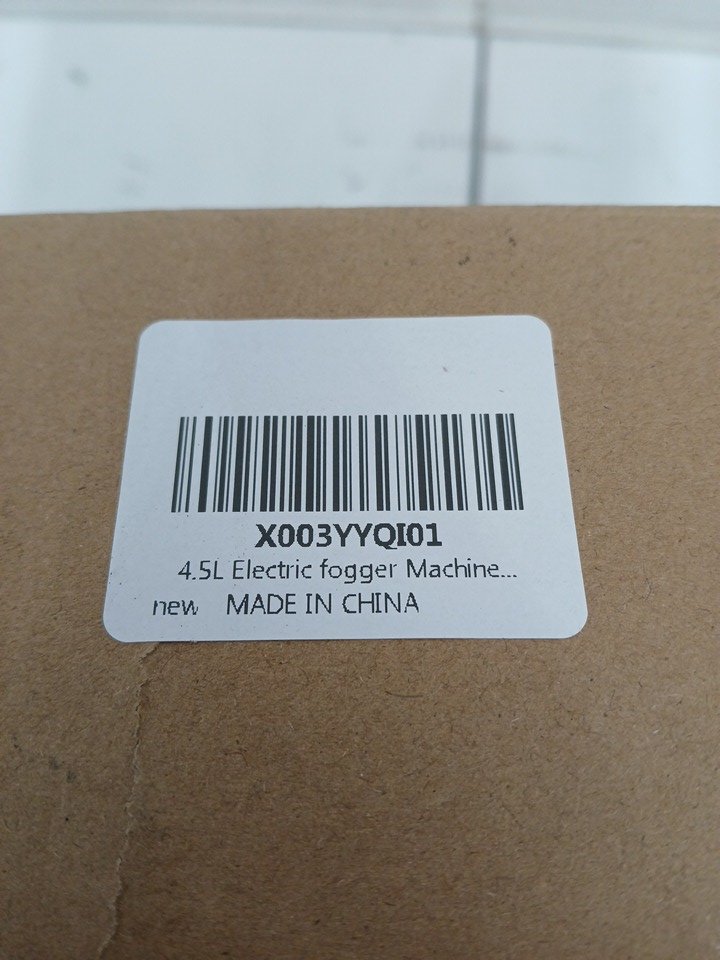 X003YYQI01
4.5L Electric fogger Machine...
new MADE IN CHINA